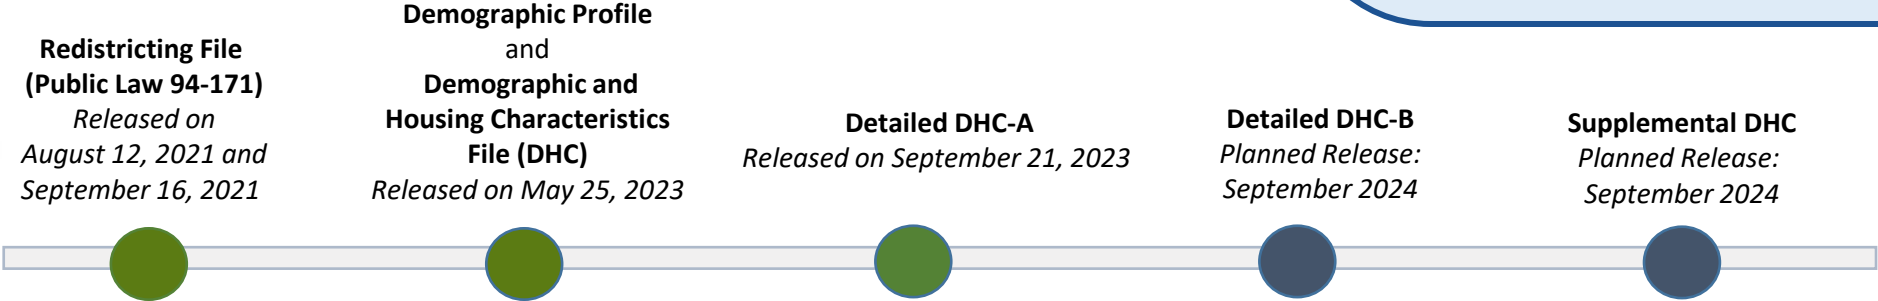 Redistricting File
(Public Law 94-171)
Released on
August 12, 2021 and
September 16, 2021
Demographic Profile
and
Demographic and
Housing Characteristics
File (DHC)
Released on May 25, 2023
Detailed DHC-A
Released on September 21, 2023
Detailed DHC-B
Planned Release:
September 2024
Supplemental DHC
Planned Release:
September 2024